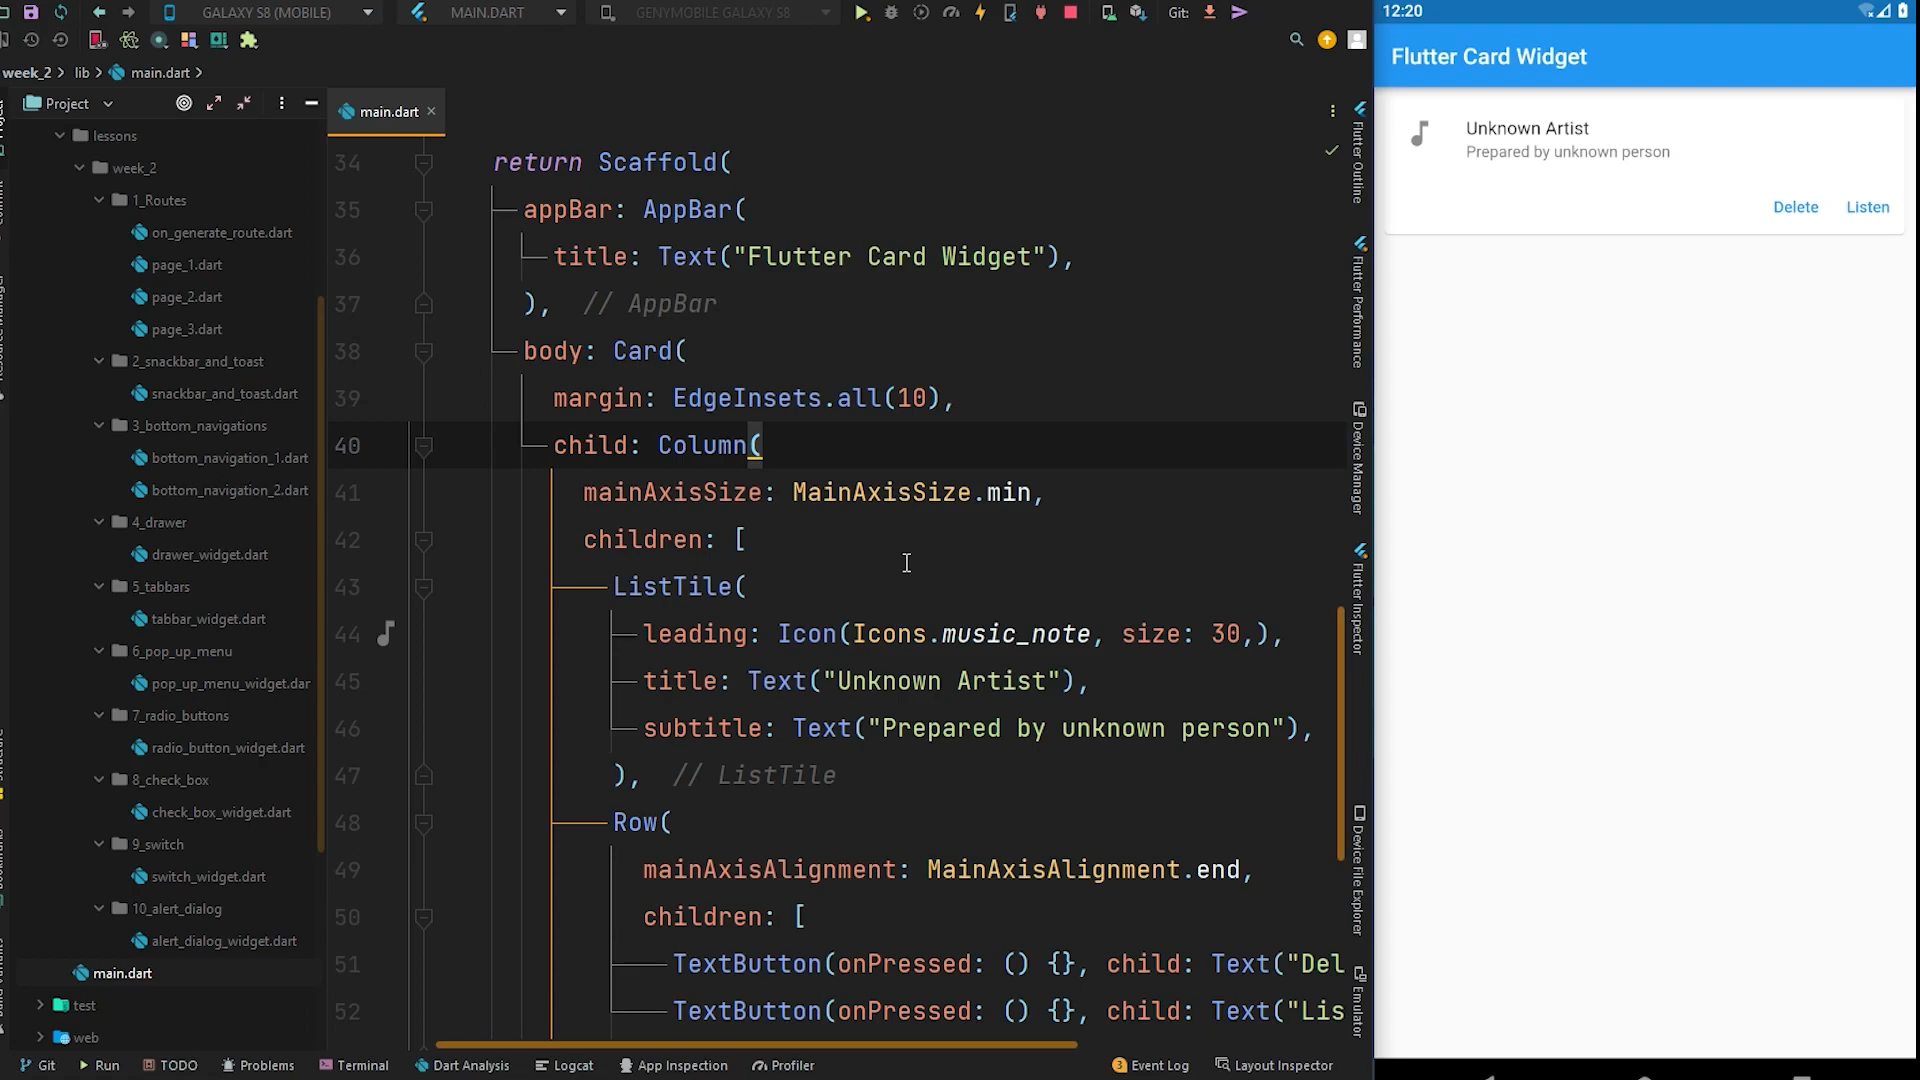 GALAXY S8 (MOBILE)
MAIN.DART
GENYMOBILE GALAXY S8
Git:
week_2 > lib > main.dart >
Project
main.dart
lessons
week_2
1_Routes
on_generate_route.dart
page_1.dart
page_2.dart
page_3.dart
2_snackbar_and_toast
snackbar_and_toast.dart
3_bottom_navigations
bottom_navigation_1.dart
bottom_navigation_2.dart
4_drawer
drawer_widget.dart
5_tabbars
tabbar_widget.dart
6_pop_up_menu
pop_up_menu_widget.dar
7_radio_buttons
radio_button_widget.dart
8_check_box
check_box_widget.dart
9_switch
switch_widget.dart
10_alert_dialog
alert_dialog_widget.dart
main.dart
test
web
34 return Scaffold(
35 appBar: AppBar(
36 title: Text("Flutter Card Widget"),
37 ), // AppBar
38 body: Card(
39 margin: EdgeInsets.all(10),
40 child: Column(
41 mainAxisSize: MainAxisSize.min,
42 children: [
43 ListTile(
44 leading: Icon(Icons.music_note, size: 30,),
45 title: Text("Unknown Artist"),
46 subtitle: Text("Prepared by unknown person"),
47 ), // ListTile
48 Row(
49 mainAxisAlignment: MainAxisAlignment.end,
50 children: [
51 TextButton(onPressed: () {}, child: Text("Del
52 TextButton(onPressed: () {}, child: Text("Lis
Flutter Outline
Flutter Performance
Device Manager
Flutter Inspector
Device File Explorer
Emulator
Git
Run
TODO
Problems
Terminal
Dart Analysis
Logcat
App Inspection
Profiler
3 Event Log
Layout Inspector
12:20
Flutter Card Widget
Unknown Artist
Prepared by unknown person
Delete Listen